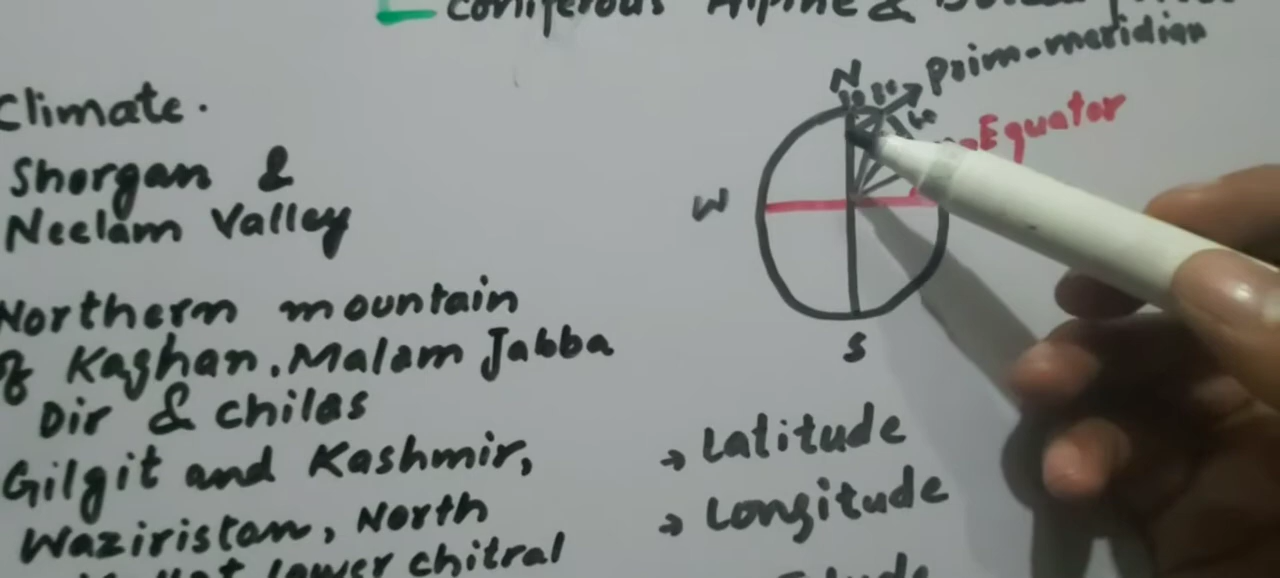 Coniferous Alpine &
Climate.
Shorgan &
Neelam Valley
Northern mountain
of Kaghan, Malam Jabba
Dir & chilas
Gilgit and Kashmir,
Waziristan, North
lower chitral
N
Prim-meridian
Equator
W
S
→ Latitude
→ Longitude